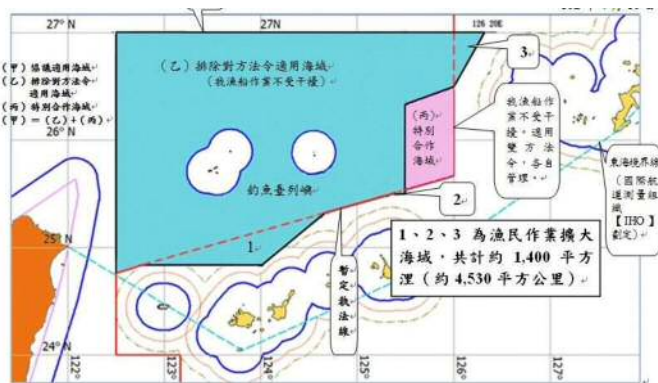 27° N
27N
126 20E
(甲)協議適用海域
(乙)排除對方法令
適用海域
(丙)特別合作海域
(甲)=(乙)+(丙)
(乙)排除對方法令適用海域
(我漁船作業不受干擾)
3
26° N
(丙)
特別
合作
海域
我漁船作
業不受干
擾,適用
雙方法
令,各自
管理。
東海境界線
(國際航
道測量組
織
【IHO】
劃定)
釣魚臺列嶼
2
1
25° N
1、2、3 為漁民作業擴大
海域,共計約 1,400 平方
浬(約 4,530 平方公里)
暫
定
執
法
線
24° N
122°
123°
124°
125°
126°
127°